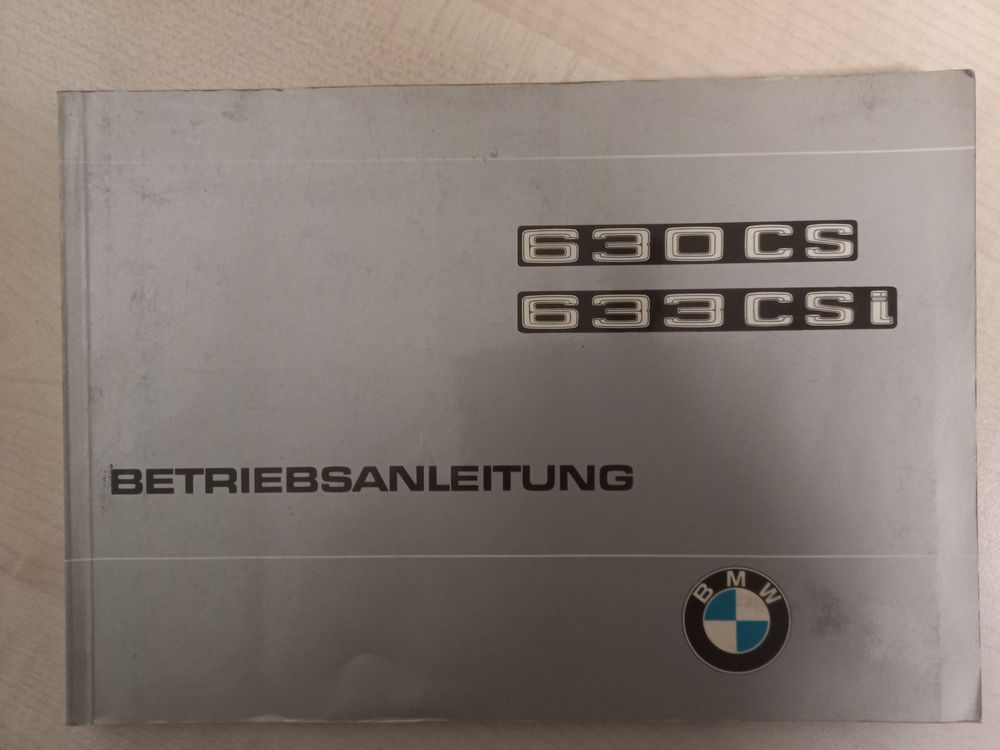 630CS
633CSi
BETRIEBSANLEITUNG
BMW